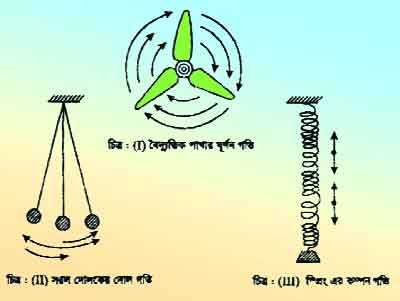 চিত্র : (I) বৈদ্যুতিক পাখার ঘূর্ণন গতি
চিত্র : (II) সরল দোলকের দোল গতি
চিত্র : (III) স্প্রিং এর কম্পন গতি